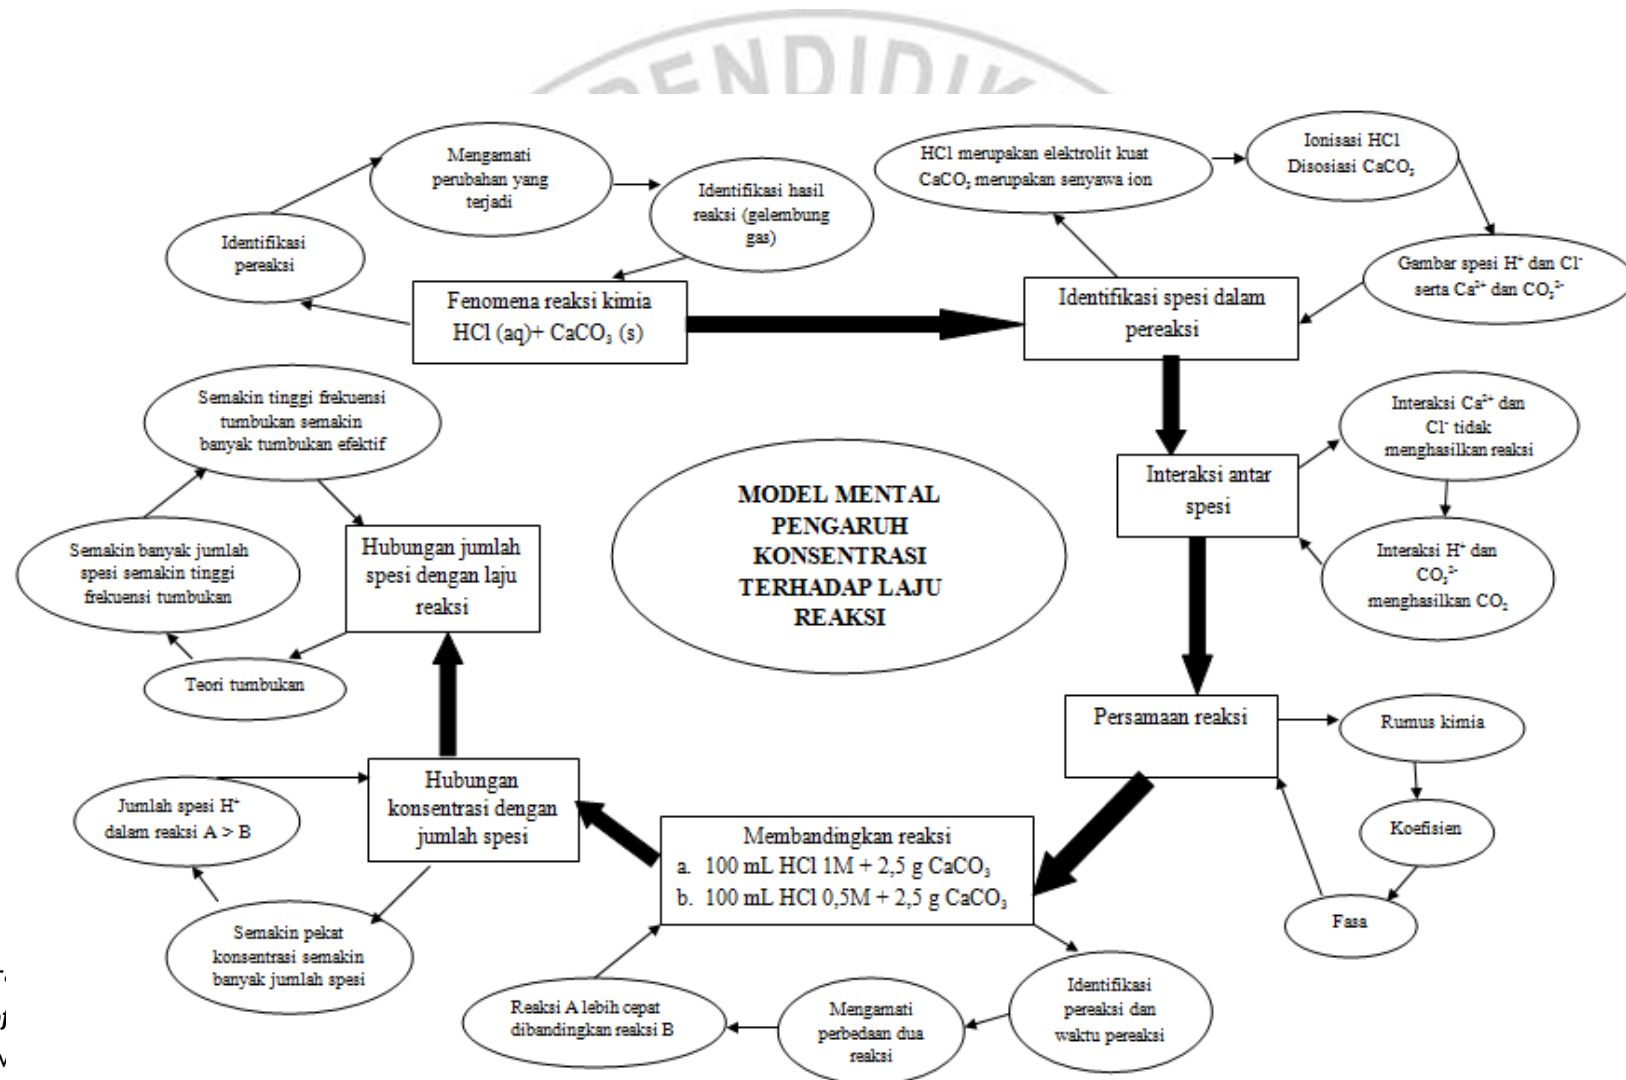 PENDIDIK
Mengamati
perubahan yang
terjadi
Identifikasi hasil
reaksi (gelembung
gas)
Identifikasi
pereaksi
Fenomena reaksi kimia
HCl (aq)+ CaCO₃ (s)
HCl merupakan elektrolit kuat
CaCO₃ merupakan senyawa ion
Ionisasi HCl
Disosiasi CaCO₃
Gambar spesi H⁺ dan Cl⁻
serta Ca²⁺ dan CO₃²⁻
Identifikasi spesi dalam
pereaksi
Interaksi Ca²⁺ dan
Cl⁻ tidak
menghasilkan reaksi
Interaksi antar
spesi
Interaksi H⁺ dan
CO₃²⁻
menghasilkan CO₂
Semakin tinggi frekuensi
tumbukan semakin
banyak tumbukan efektif
Semakin banyak jumlah
spesi semakin tinggi
frekuensi tumbukan
Hubungan jumlah
spesi dengan laju
reaksi
Teori tumbukan
MODEL MENTAL
PENGARUH
KONSENTRASI
TERHADAP LAJU
REAKSI
Persamaan reaksi
Rumus kimia
Koefisien
Fasa
Hubungan
konsentrasi dengan
jumlah spesi
Jumlah spesi H⁺
dalam reaksi A > B
Semakin pekat
konsentrasi semakin
banyak jumlah spesi
Membandingkan reaksi
a. 100 mL HCl 1M + 2,5 g CaCO₃
b. 100 mL HCl 0,5M + 2,5 g CaCO₃
Identifikasi
pereaksi dan
waktu pereaksi
Mengamati
perbedaan dua
reaksi
Reaksi A lebih cepat
dibandingkan reaksi B